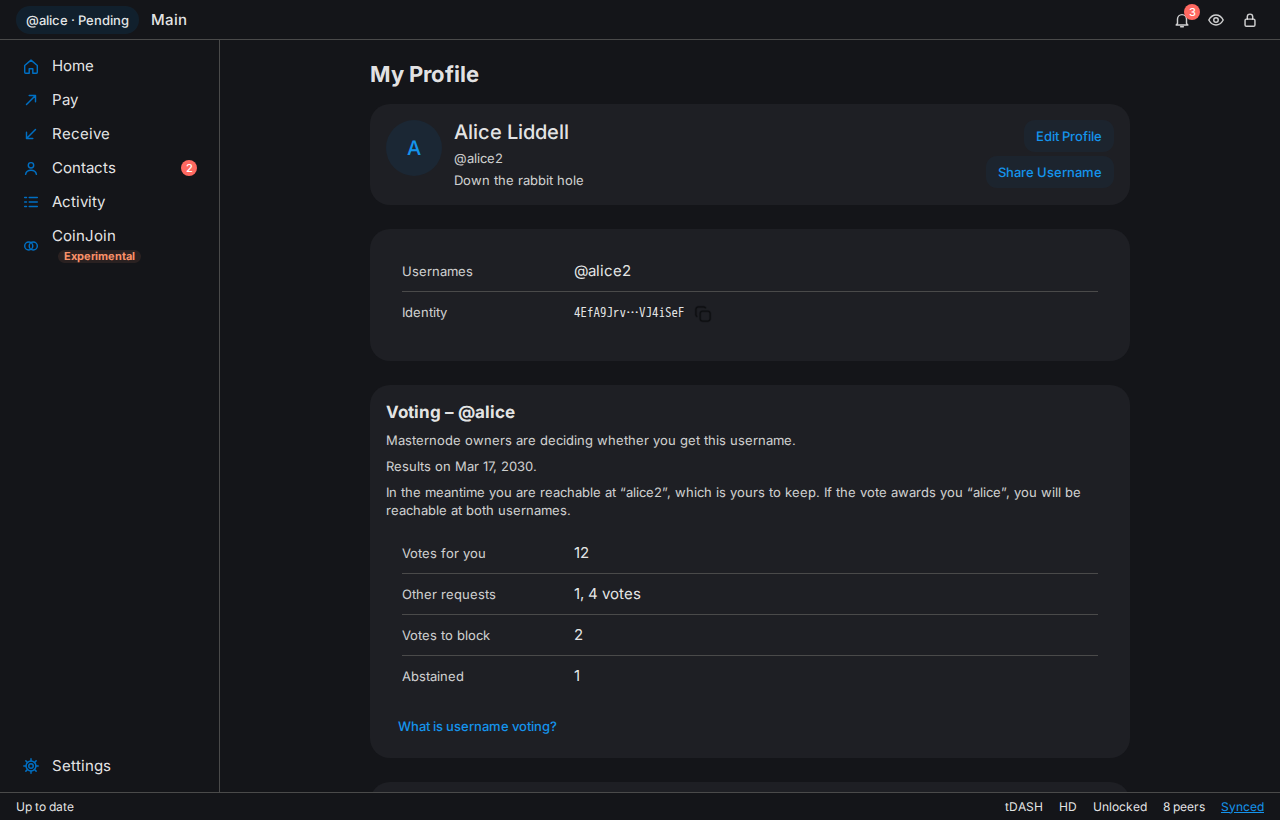 @alice · Pending
Main
3
Home
Pay
Receive
Contacts
2
Activity
CoinJoin
Experimental
Settings
My Profile
A
Alice Liddell
@alice2
Down the rabbit hole
Edit Profile
Share Username
Usernames
@alice2
Identity
4EfA9Jrv⋯VJ4iSeF
Voting – @alice
Masternode owners are deciding whether you get this username.
Results on Mar 17, 2030.
In the meantime you are reachable at “alice2”, which is yours to keep. If the vote awards you “alice”, you will be
reachable at both usernames.
Votes for you
12
Other requests
1, 4 votes
Votes to block
2
Abstained
1
What is username voting?
Up to date
tDASH
HD
Unlocked
8 peers
Synced